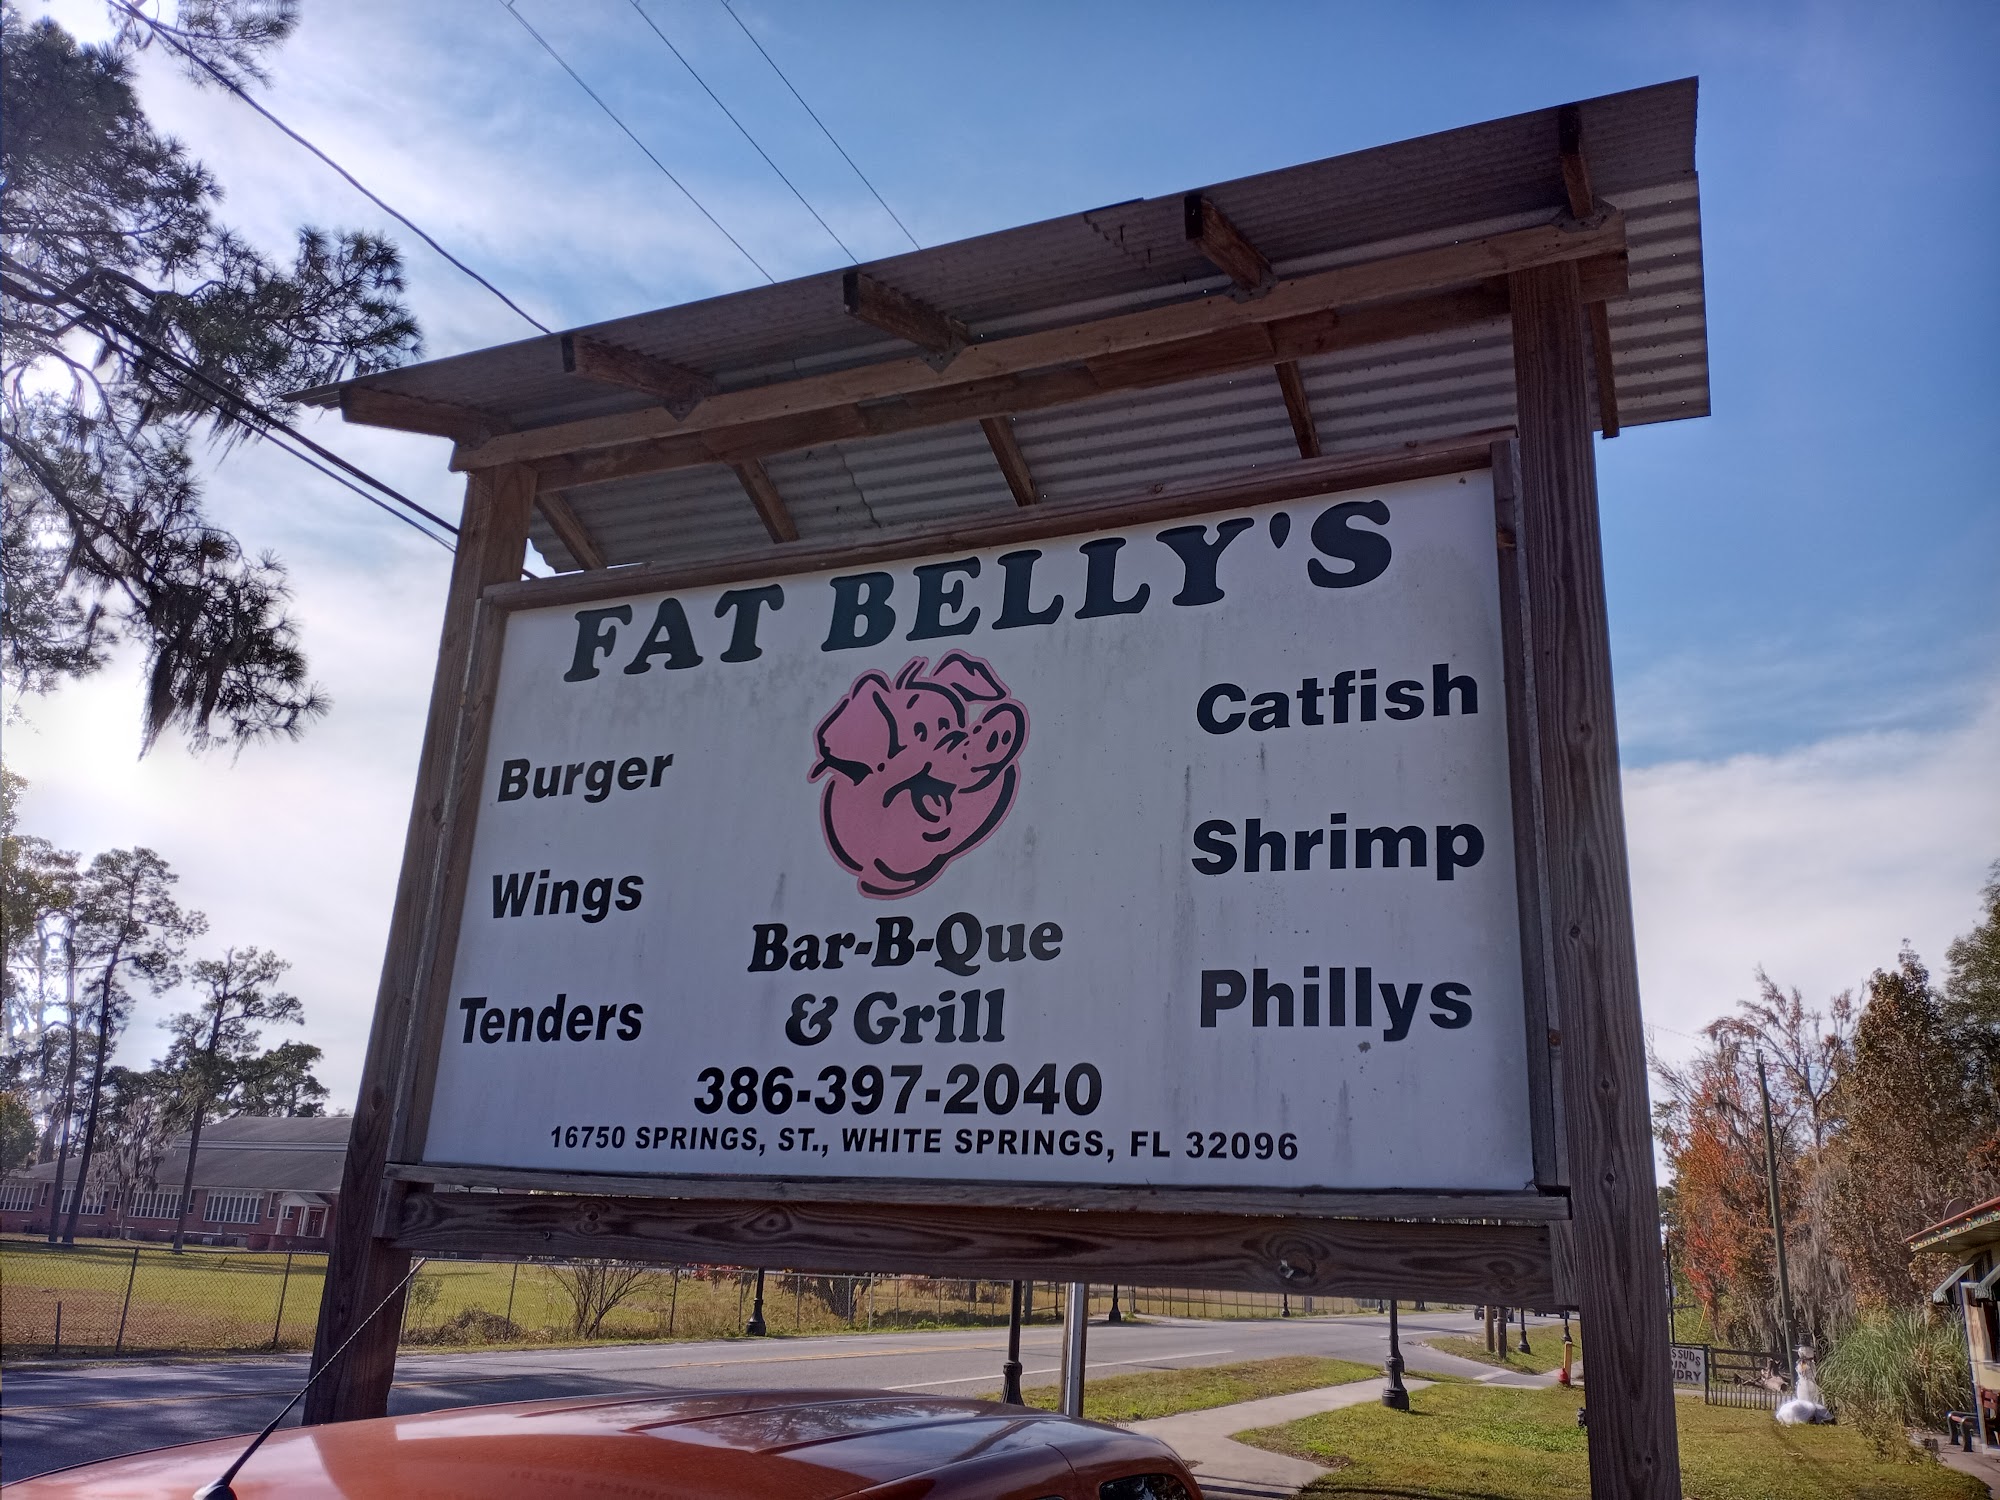 FAT BELLY'S
Burger
Wings
Tenders
Catfish
Shrimp
Phillys
Bar-B-Que
& Grill
386-397-2040
16750 SPRINGS, ST., WHITE SPRINGS, FL 32096